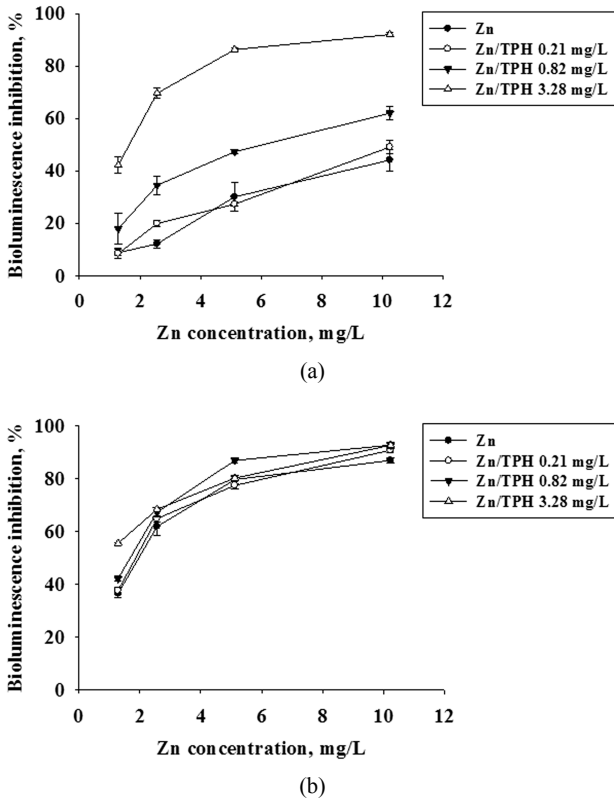 Bioluminescence inhibition, %
100
80
60
40
20
0
0 2 4 6 8 10 12
Zn concentration, mg/L
Zn
Zn/TPH 0.21 mg/L
Zn/TPH 0.82 mg/L
Zn/TPH 3.28 mg/L
(a)
Bioluminescence inhibition, %
100
80
60
40
20
0
0 2 4 6 8 10 12
Zn concentration, mg/L
Zn
Zn/TPH 0.21 mg/L
Zn/TPH 0.82 mg/L
Zn/TPH 3.28 mg/L
(b)